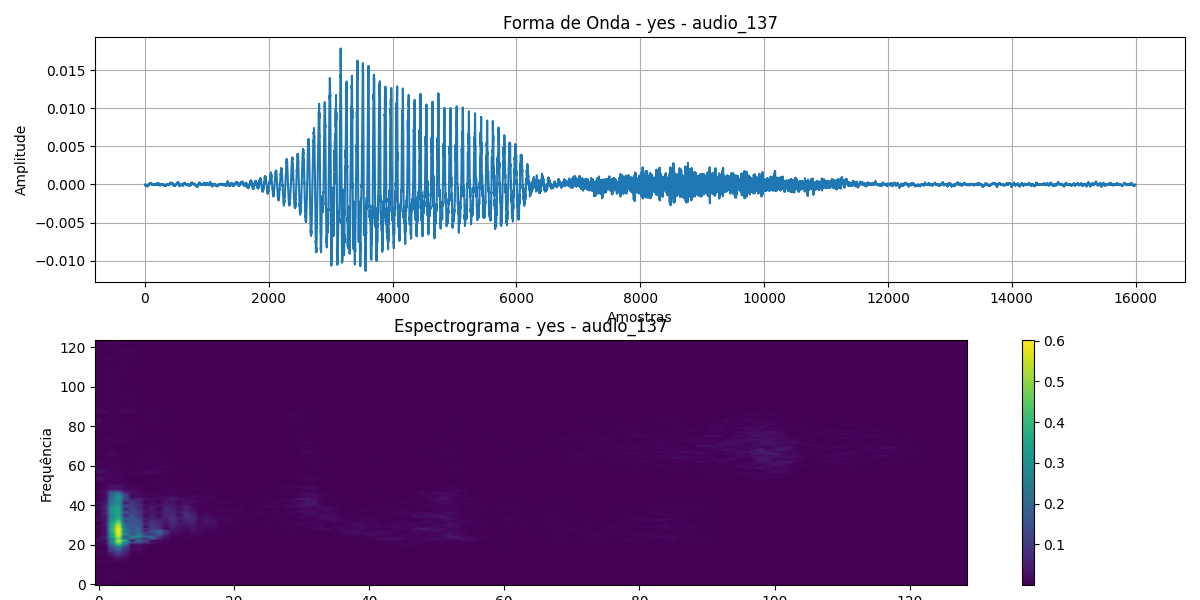 Forma de Onda - yes - audio_137
Amplitude
0.015
0.010
0.005
0.000
−0.005
−0.010
0 2000 4000 6000 8000 10000 12000 14000 16000
Amostras
Espectrograma - yes - audio_137
Frequência
120
100
80
60
40
20
0
0 20 40 60 80 100 120
0.6
0.5
0.4
0.3
0.2
0.1